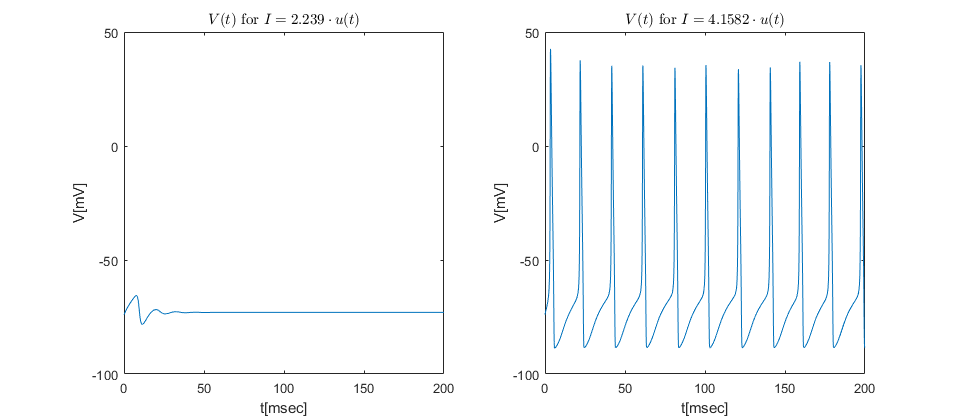 V(t) for I = 2.239 · u(t)
50
0
-50
-100
V[mV]
0 50 100 150 200
t[msec]
V(t) for I = 4.1582 · u(t)
50
0
-50
-100
V[mV]
0 50 100 150 200
t[msec]